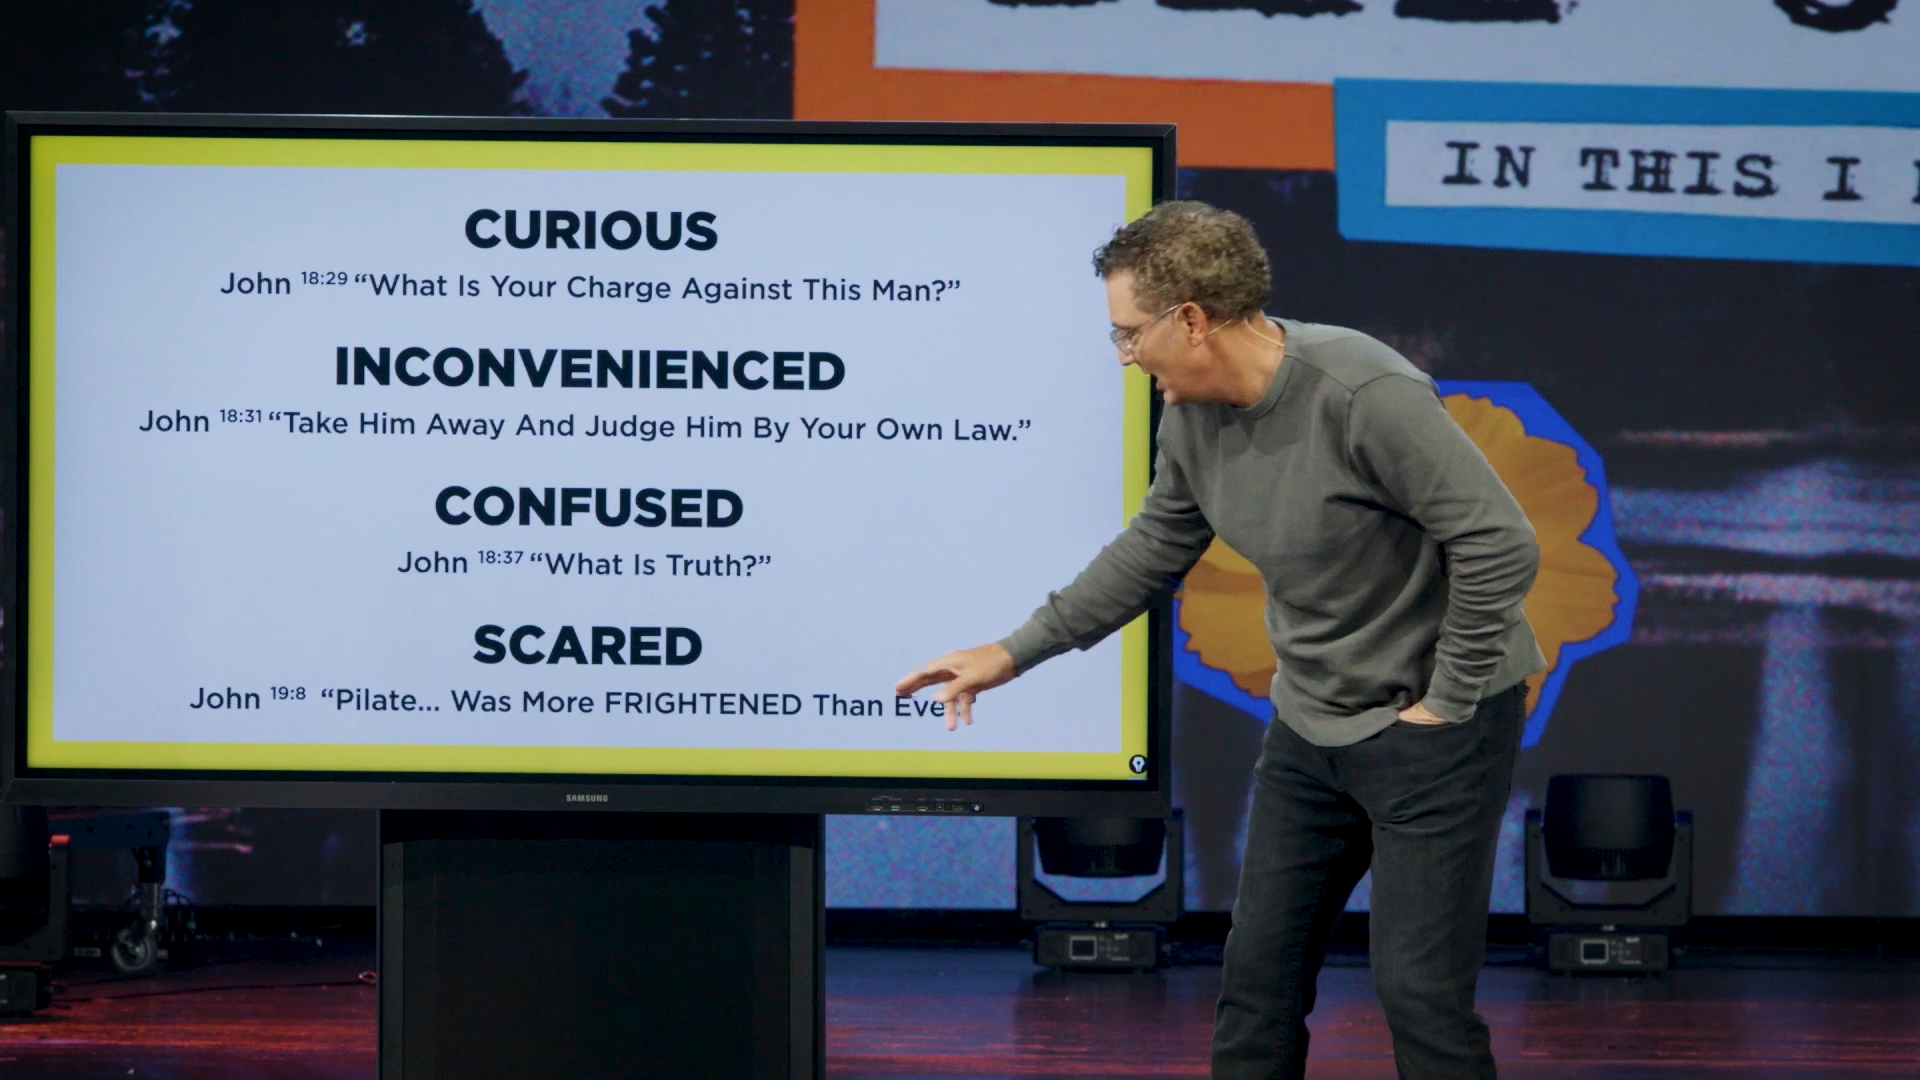 IN THIS I
CURIOUS
John 18:29 “What Is Your Charge Against This Man?”
INCONVENIENCED
John 18:31 “Take Him Away And Judge Him By Your Own Law.”
CONFUSED
John 18:37 “What Is Truth?”
SCARED
John 19:8 “Pilate... Was More FRIGHTENED Than Eve
SAMSUNG